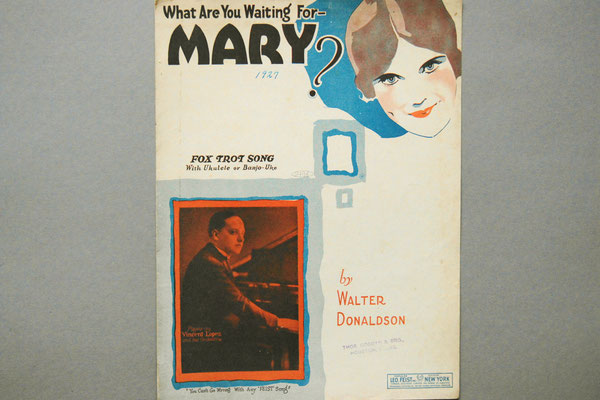 What Are You Waiting For-
MARY?
1927
FOX TROT SONG
With Ukulele or Banjo-Uke
by
WALTER
DONALDSON
Vincent Lopez
LEO FEIST NEW YORK
"You Can't Go Wrong With Any 'FEIST' Song"